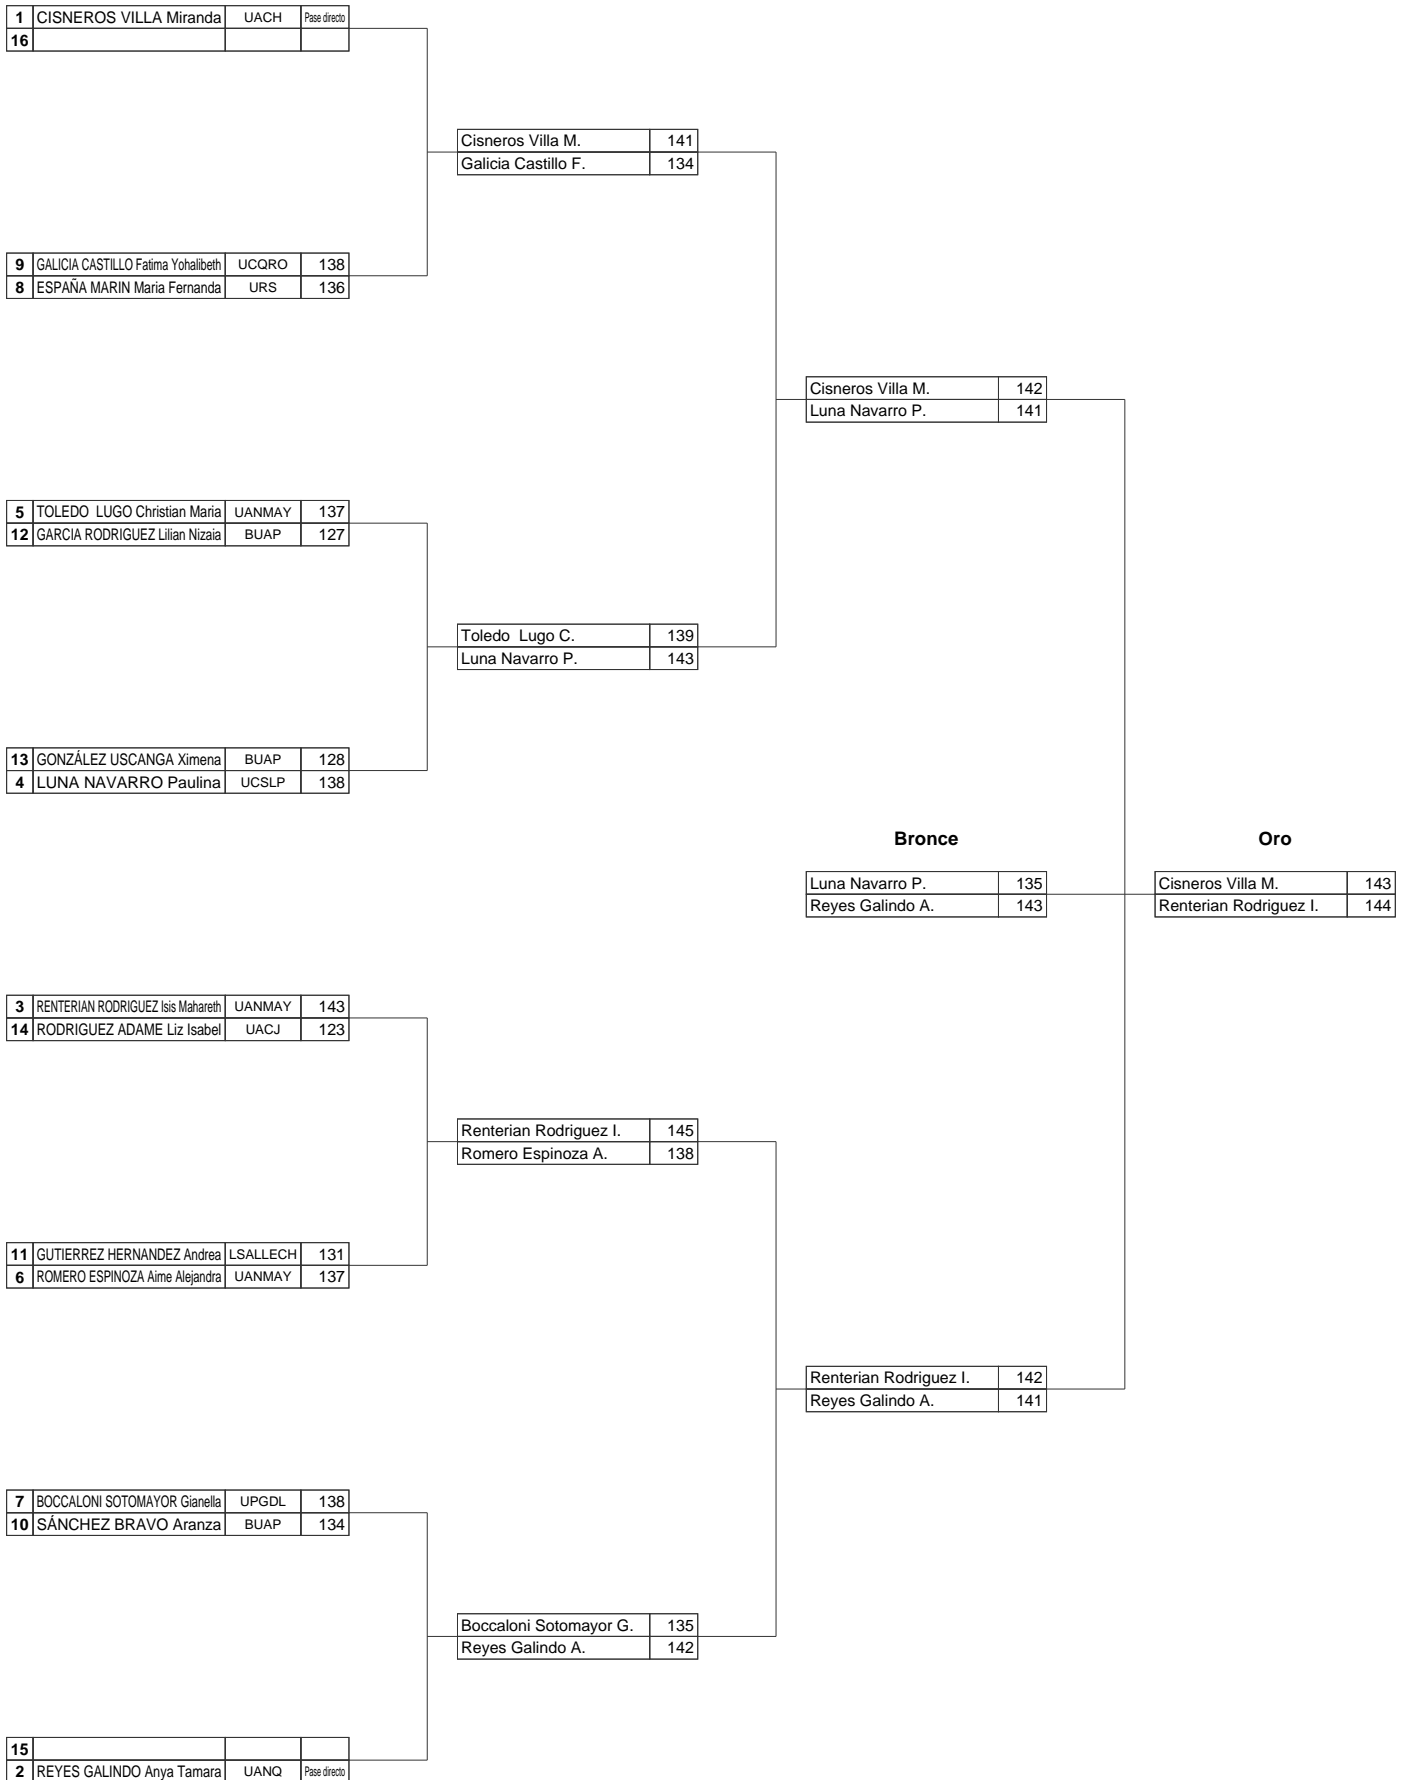 1 CISNEROS VILLA Miranda UACH Pase directo
16
Cisneros Villa M. 141
Galicia Castillo F. 134
9 GALICIA CASTILLO Fatima Yohalibeth UCQRO 138
8 ESPAÑA MARIN Maria Fernanda URS 136
Cisneros Villa M. 142
Luna Navarro P. 141
5 TOLEDO LUGO Christian Maria UANMAY 137
12 GARCIA RODRIGUEZ Lilian Nizaia BUAP 127
Toledo Lugo C. 139
Luna Navarro P. 143
13 GONZÁLEZ USCANGA Ximena BUAP 128
4 LUNA NAVARRO Paulina UCSLP 138
Bronce Oro
Luna Navarro P. 135 Cisneros Villa M. 143
Reyes Galindo A. 143 Renterian Rodriguez I. 144
3 RENTERIAN RODRIGUEZ Isis Mahareth UANMAY 143
14 RODRIGUEZ ADAME Liz Isabel UACJ 123
Renterian Rodriguez I. 145
Romero Espinoza A. 138
11 GUTIERREZ HERNANDEZ Andrea LSALLECH 131
6 ROMERO ESPINOZA Aime Alejandra UANMAY 137
Renterian Rodriguez I. 142
Reyes Galindo A. 141
7 BOCCALONI SOTOMAYOR Gianella UPGDL 138
10 SÁNCHEZ BRAVO Aranza BUAP 134
Boccaloni Sotomayor G. 135
Reyes Galindo A. 142
15
2 REYES GALINDO Anya Tamara UANQ Pase directo